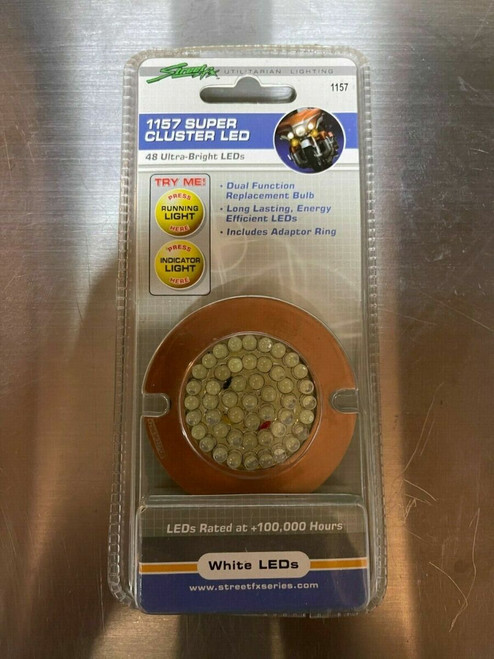 StreetFX UTILITARIAN LIGHTING
1157
1157 SUPER
CLUSTER LED
48 Ultra-Bright LEDs
TRY ME!
PRESS
RUNNING
LIGHT
HERE
PRESS
INDICATOR
LIGHT
HERE
• Dual Function
Replacement Bulb
• Long Lasting, Energy
Efficient LEDs
• Includes Adaptor Ring
LEDs Rated at +100,000 Hours
White LEDs
www.streetfxseries.com